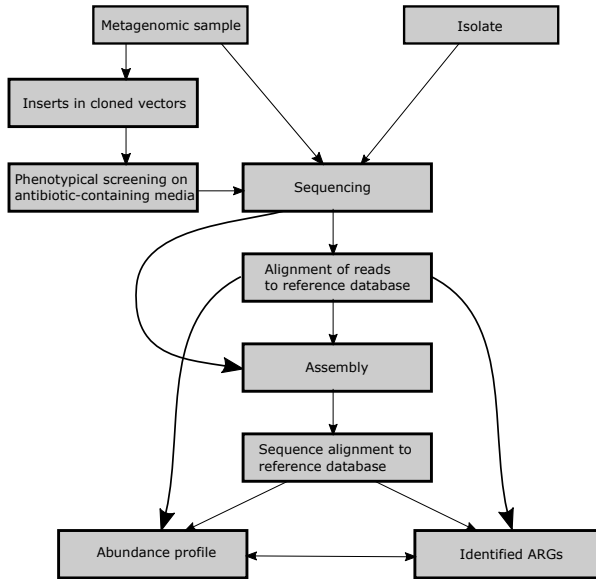 Metagenomic sample
Isolate
Inserts in cloned vectors
Phenotypical screening on
antibiotic-containing media
Sequencing
Alignment of reads
to reference database
Assembly
Sequence alignment to
reference database
Abundance profile
Identified ARGs